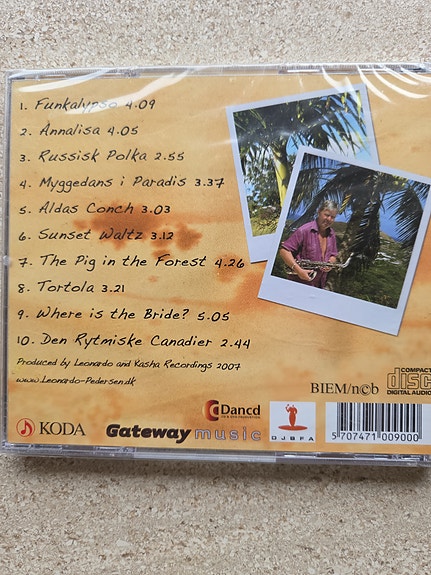 1. Funkalypso 4.09
2. Annalisa 4.05
3. Russisk Polka 2.55
4. Myggedans i Paradis 3.37
5. Aldas Conch 3.03
6. Sunset Waltz 3.12
7. The Pig in the Forest 4.26
8. Tortola 3.21
9. Where is the Bride? 5.05
10. Den Rytmiske Canadier 2.44
Produced by Leonardo and Kasha Recordings 2007
www.Leonardo-Pedersen.dk
BIEM/n©b
COMPACT
disc
DIGITAL AUDIO
KODA
Gateway music
Dancd
DJBFA
5 707471 009000